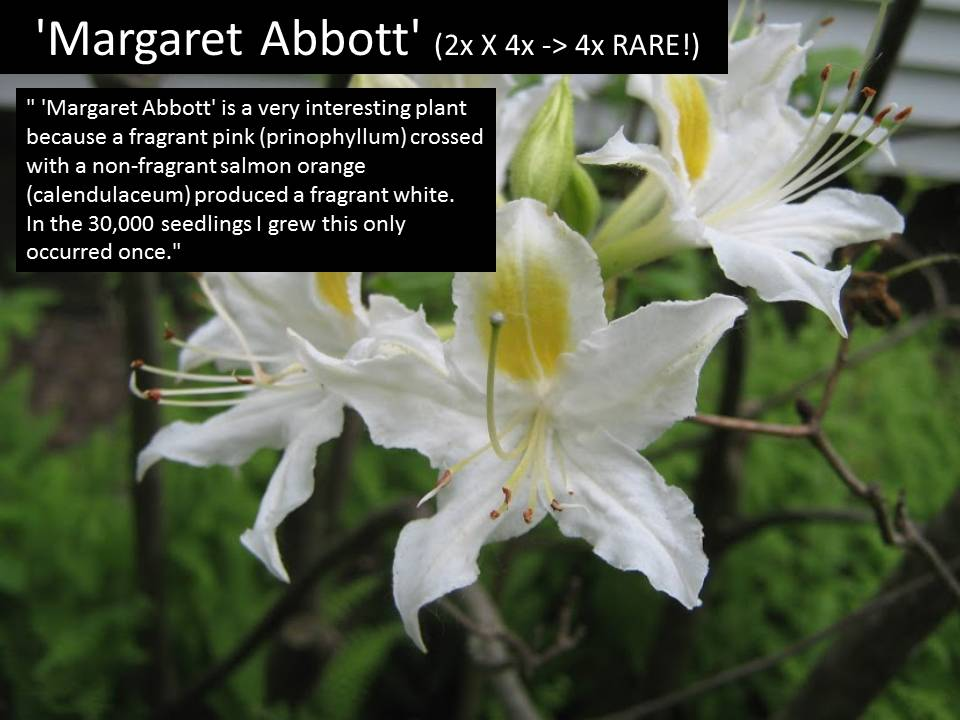 'Margaret Abbott' (2x X 4x -> 4x RARE!)
" 'Margaret Abbott' is a very interesting plant
because a fragrant pink (prinophyllum) crossed
with a non-fragrant salmon orange
(calendulaceum) produced a fragrant white.
In the 30,000 seedlings I grew this only
occurred once."